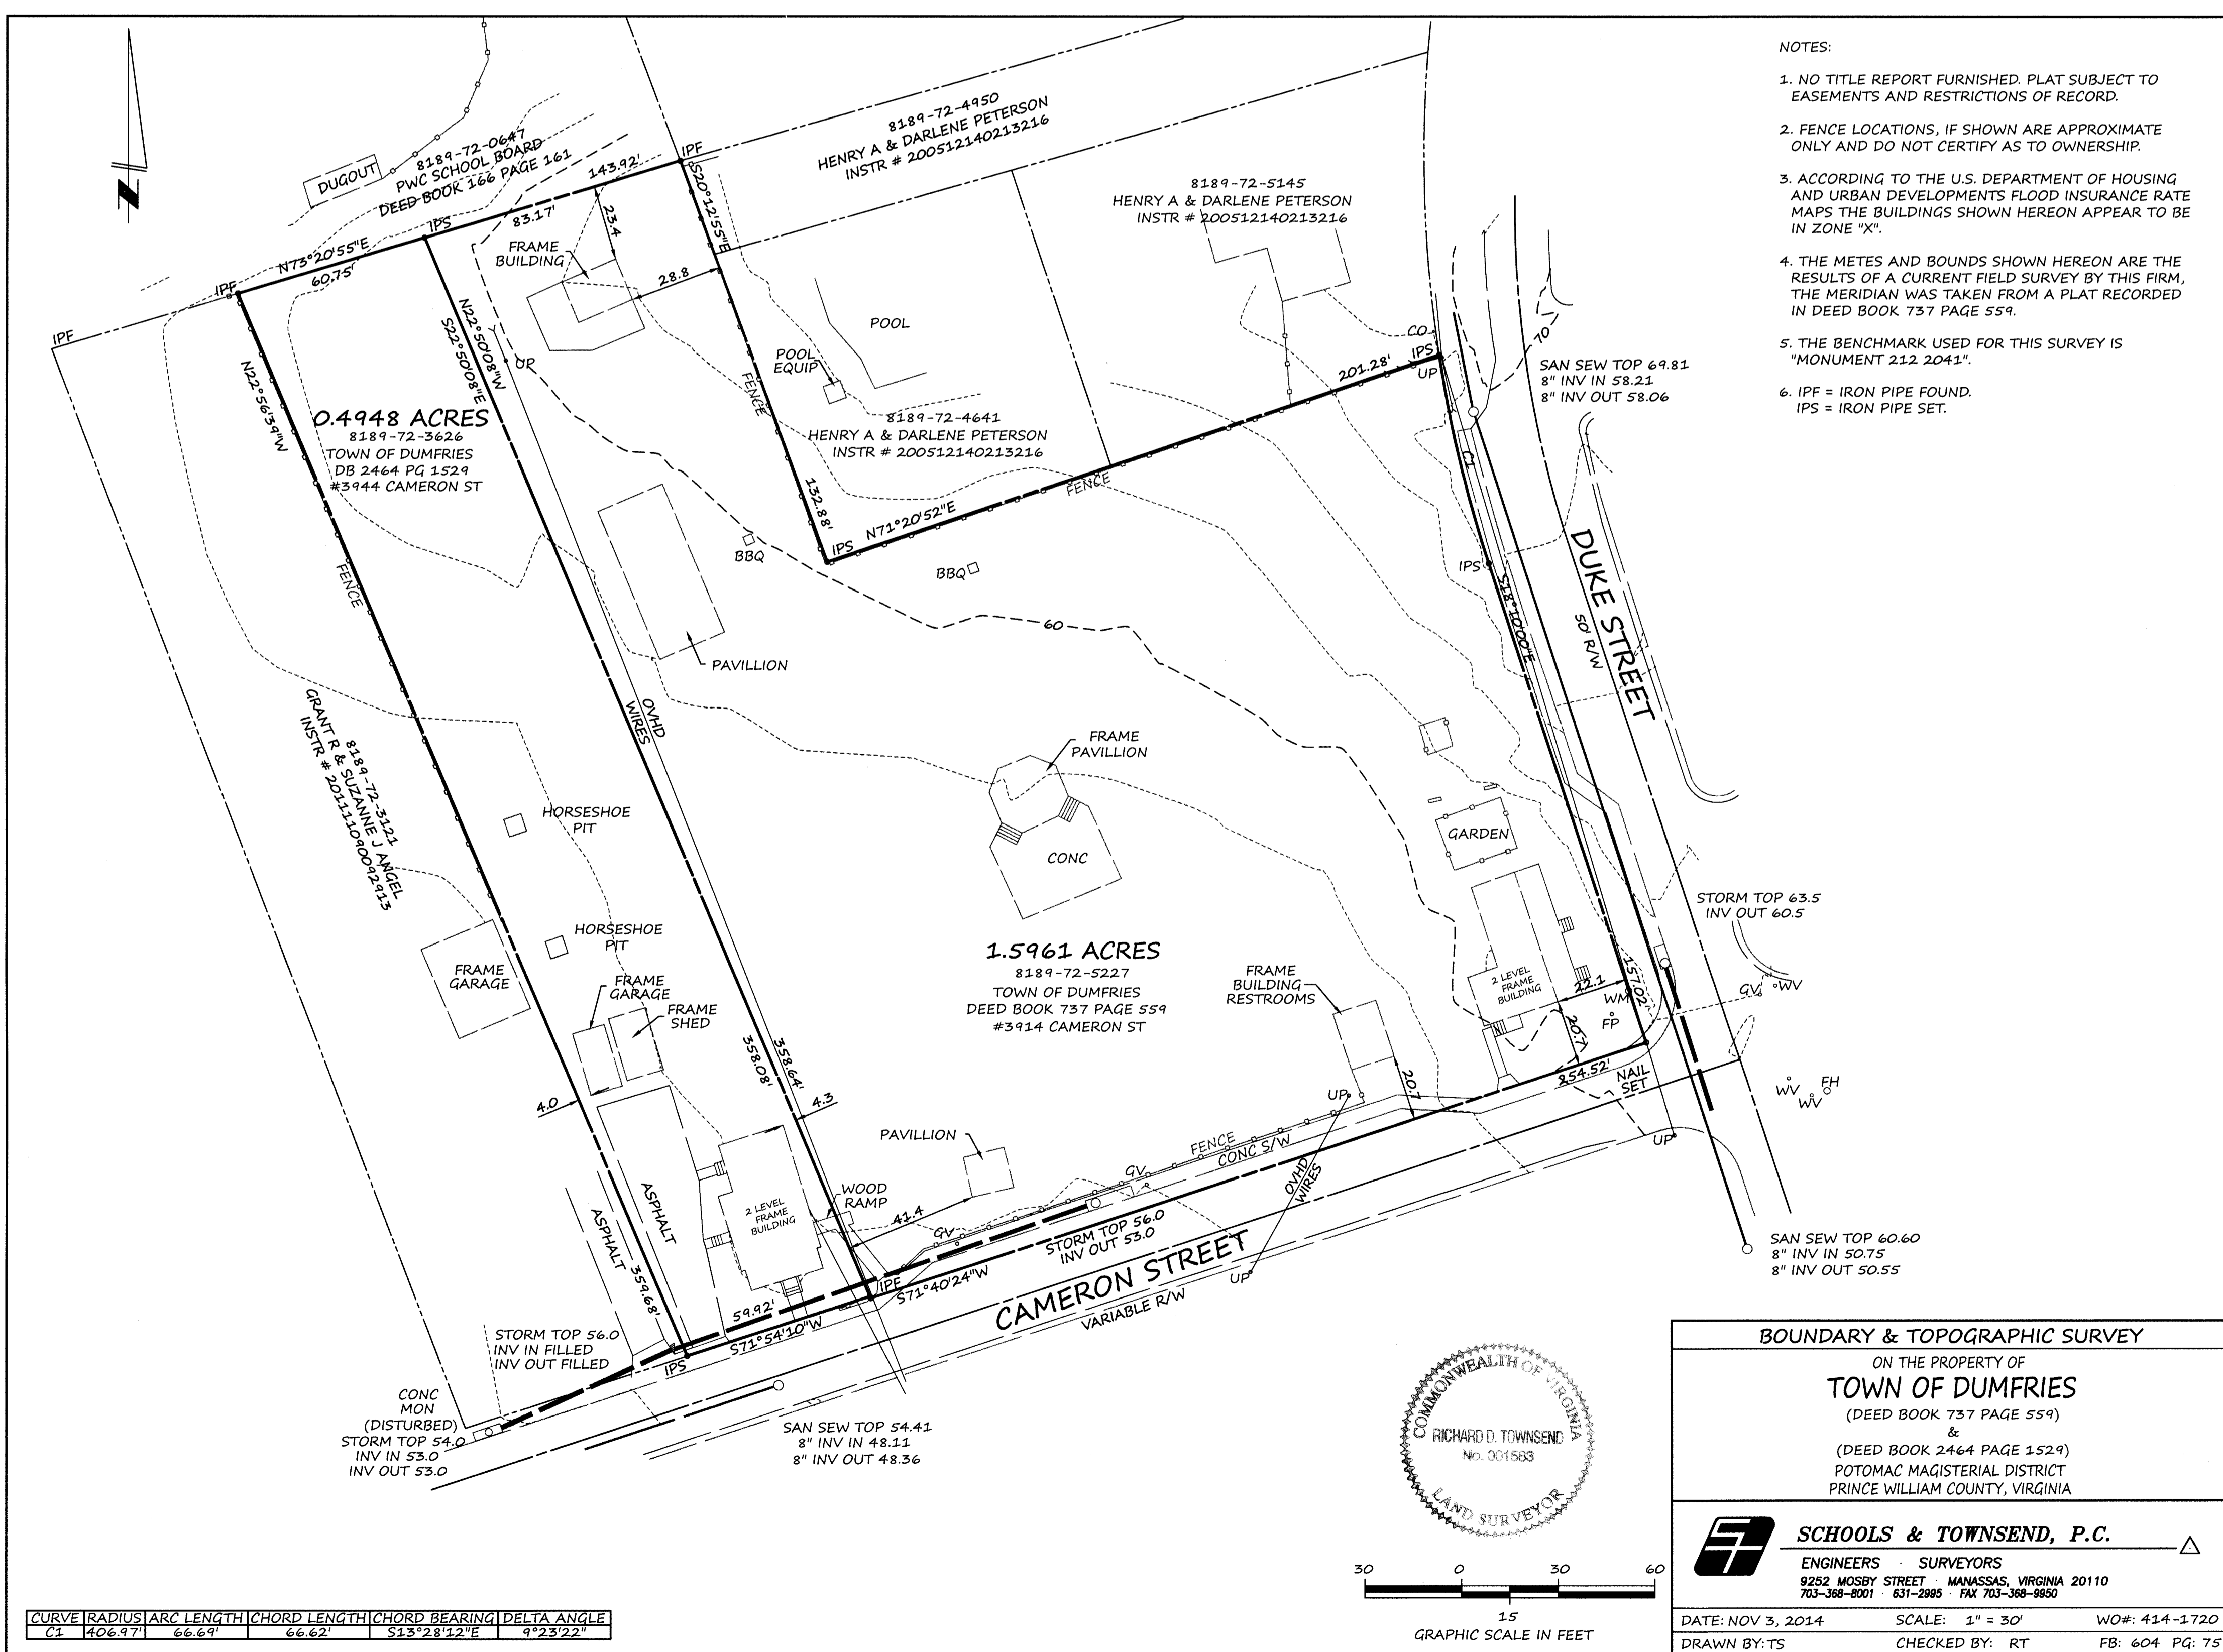 NOTES:
1. NO TITLE REPORT FURNISHED. PLAT SUBJECT TO
EASEMENTS AND RESTRICTIONS OF RECORD.
2. FENCE LOCATIONS, IF SHOWN ARE APPROXIMATE
ONLY AND DO NOT CERTIFY AS TO OWNERSHIP.
3. ACCORDING TO THE U.S. DEPARTMENT OF HOUSING
AND URBAN DEVELOPMENTS FLOOD INSURANCE RATE
MAPS THE BUILDINGS SHOWN HEREON APPEAR TO BE
IN ZONE "X".
4. THE METES AND BOUNDS SHOWN HEREON ARE THE
RESULTS OF A CURRENT FIELD SURVEY BY THIS FIRM,
THE MERIDIAN WAS TAKEN FROM A PLAT RECORDED
IN DEED BOOK 737 PAGE 559.
5. THE BENCHMARK USED FOR THIS SURVEY IS
"MONUMENT 212 2041".
6. IPF = IRON PIPE FOUND.
IPS = IRON PIPE SET.
N
DUGOUT
8189-72-0647
PWC SCHOOL BOARD
DEED BOOK 166 PAGE 161
8189-72-4950
HENRY A & DARLENE PETERSON
INSTR # 200512140213216
8189-72-5145
HENRY A & DARLENE PETERSON
INSTR # 200512140213216
IPF
143.92'
83.17'
IPS
N73°20'55"E
60.75'
IPF
IPF
S20°12'55"E
23.4
FRAME
BUILDING
28.8
N22°50'08"W
S22°50'08"E
UP
POOL
POOL
EQUIP
FENCE
8189-72-4641
HENRY A & DARLENE PETERSON
INSTR # 200512140213216
132.88'
IPS
N71°20'52"E
FENCE
201.28'
CO
IPS
UP
70
C1
SAN SEW TOP 69.81
8" INV IN 58.21
8" INV OUT 58.06
N22°56'39"W
0.4948 ACRES
8189-72-3626
TOWN OF DUMFRIES
DB 2464 PG 1529
#3944 CAMERON ST
FENCE
BBQ
BBQ
PAVILLION
60
IPS
S18°10'00"E
DUKE STREET
50' R/W
OVHD
WIRES
8189-72-3121
GRANT R & SUZANNE J ANGEL
INSTR # 201111090092913
FRAME
PAVILLION
CONC
HORSESHOE
PIT
GARDEN
HORSESHOE
PIT
FRAME
GARAGE
FRAME
GARAGE
FRAME
SHED
1.5961 ACRES
8189-72-5227
TOWN OF DUMFRIES
DEED BOOK 737 PAGE 559
#3914 CAMERON ST
FRAME
BUILDING
RESTROOMS
2 LEVEL
FRAME
BUILDING
22.1
157.02'
WM
FP
20.7
STORM TOP 63.5
INV OUT 60.5
GV
WV
WV
WV
FH
358.08'
358.64'
4.0
4.3
20.7
254.52'
NAIL
SET
UP
UP
PAVILLION
FENCE
CONC S/W
GV
OVHD
WIRES
WOOD
RAMP
41.4
GV
2 LEVEL
FRAME
BUILDING
ASPHALT
ASPHALT
359.68'
IPF
STORM TOP 56.0
INV OUT 53.0
S71°40'24"W
CAMERON STREET
VARIABLE R/W
UP
59.92'
S71°54'10"W
IPS
STORM TOP 56.0
INV IN FILLED
INV OUT FILLED
CONC
MON
(DISTURBED)
STORM TOP 54.0
INV IN 53.0
INV OUT 53.0
SAN SEW TOP 54.41
8" INV IN 48.11
8" INV OUT 48.36
SAN SEW TOP 60.60
8" INV IN 50.75
8" INV OUT 50.55
COMMONWEALTH OF VIRGINIA
RICHARD D. TOWNSEND
No. 001583
LAND SURVEYOR
30 0 30 60
15
GRAPHIC SCALE IN FEET
BOUNDARY & TOPOGRAPHIC SURVEY
ON THE PROPERTY OF
TOWN OF DUMFRIES
(DEED BOOK 737 PAGE 559)
&
(DEED BOOK 2464 PAGE 1529)
POTOMAC MAGISTERIAL DISTRICT
PRINCE WILLIAM COUNTY, VIRGINIA
SCHOOLS & TOWNSEND, P.C.
ENGINEERS · SURVEYORS
9252 MOSBY STREET · MANASSAS, VIRGINIA 20110
703-368-8001 · 631-2995 · FAX 703-368-9950
DATE: NOV 3, 2014 SCALE: 1" = 30' WO#: 414-1720
DRAWN BY: TS CHECKED BY: RT FB: 604 PG: 75
CURVE RADIUS ARC LENGTH CHORD LENGTH CHORD BEARING DELTA ANGLE
C1 406.97' 66.69' 66.62' S13°28'12"E 9°23'22"